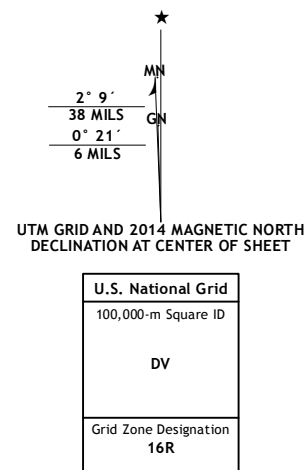 MN
2° 9´
38 MILS
GN
0° 21´
6 MILS
UTM GRID AND 2014 MAGNETIC NORTH
DECLINATION AT CENTER OF SHEET
U.S. National Grid
100,000-m Square ID
DV
Grid Zone Designation
16R